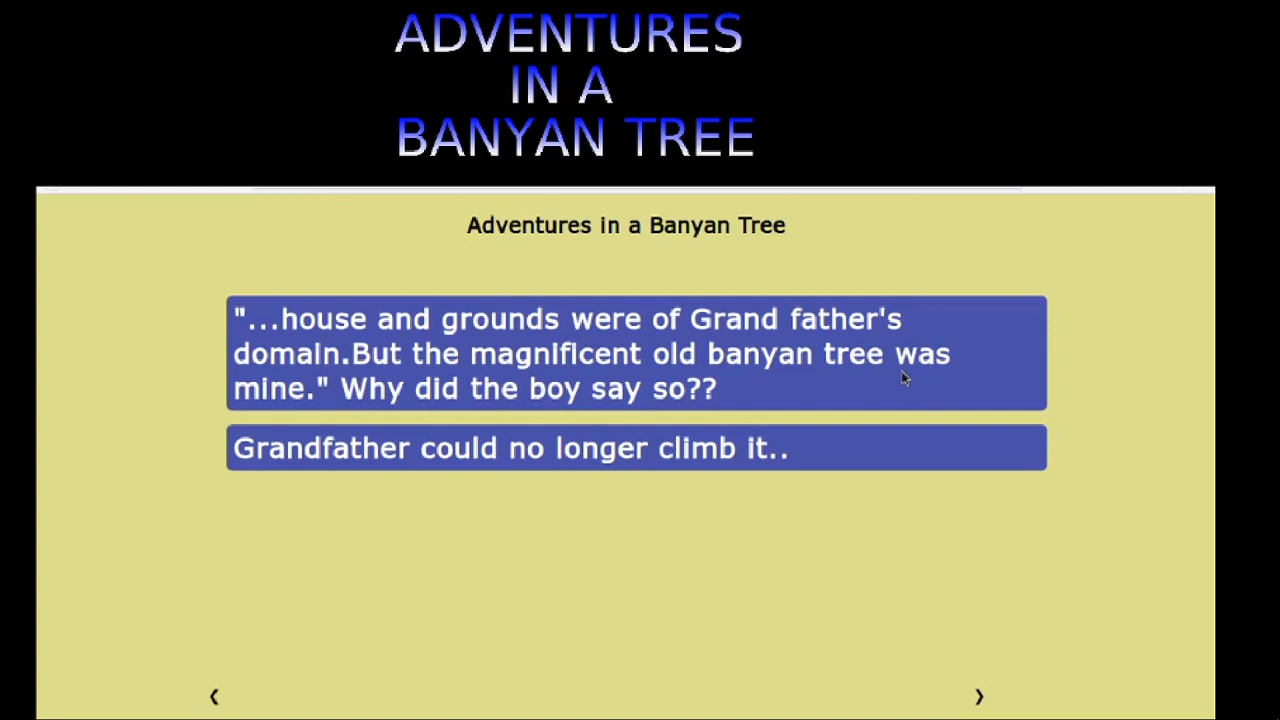 ADVENTURES
IN A
BANYAN TREE
Adventures in a Banyan Tree
"...house and grounds were of Grand father's
domain.But the magnificent old banyan tree was
mine." Why did the boy say so??
Grandfather could no longer climb it..
❮ ❯